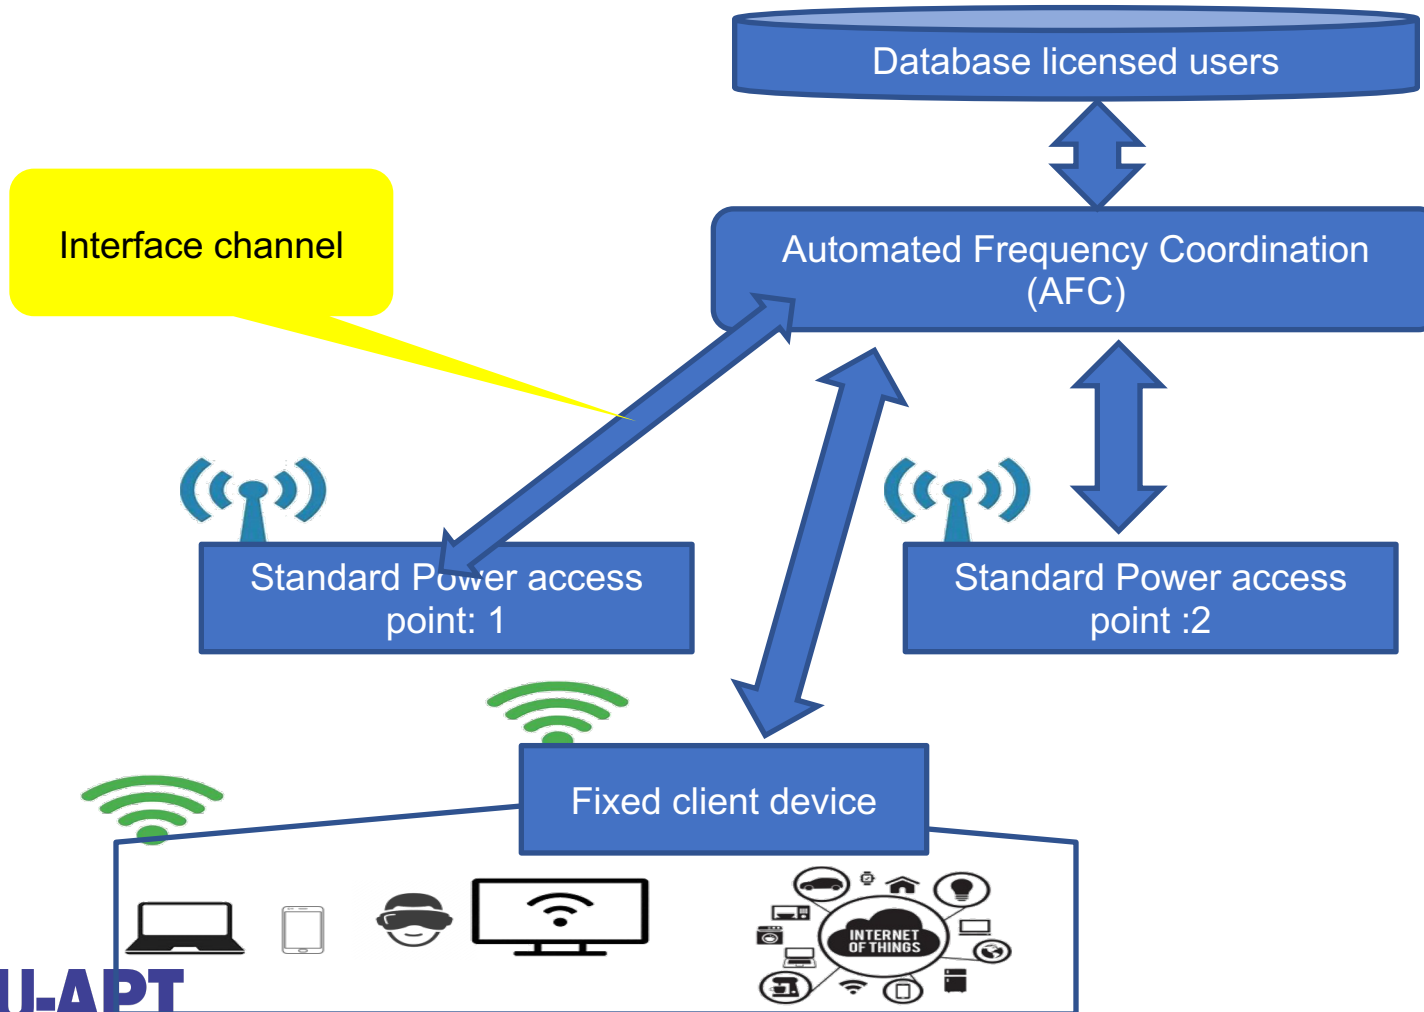 Database licensed users
Interface channel
Automated Frequency Coordination
(AFC)
Standard Power access
point: 1
Standard Power access
point :2
Fixed client device
INTERNET
OF THINGS
U-APT